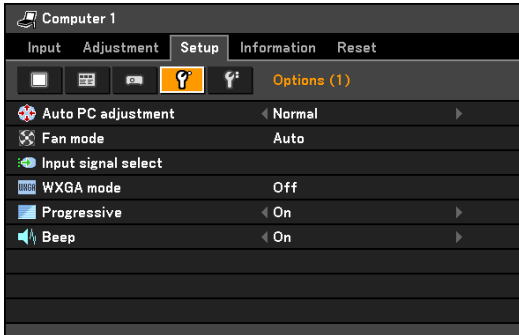 Computer 1
Input Adjustment Setup Information Reset
Options (1)
Auto PC adjustment Normal
Fan mode Auto
Input signal select
WXGA WXGA mode Off
Progressive On
Beep On